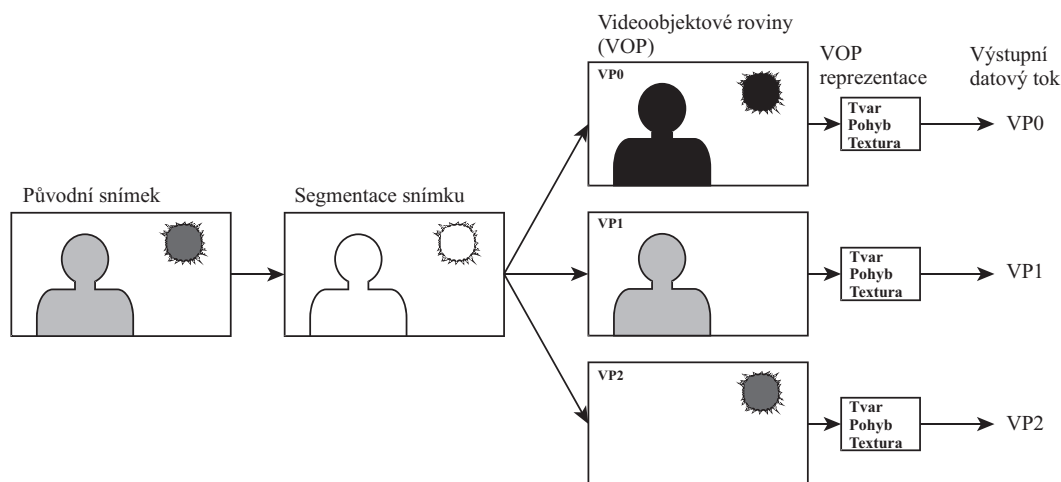 Původní snímek
Segmentace snímku
Videoobjektové roviny
(VOP)
VOP
reprezentace
Výstupní
datový tok
VP0
Tvar
Pohyb
Textura
VP0
VP1
Tvar
Pohyb
Textura
VP1
VP2
Tvar
Pohyb
Textura
VP2